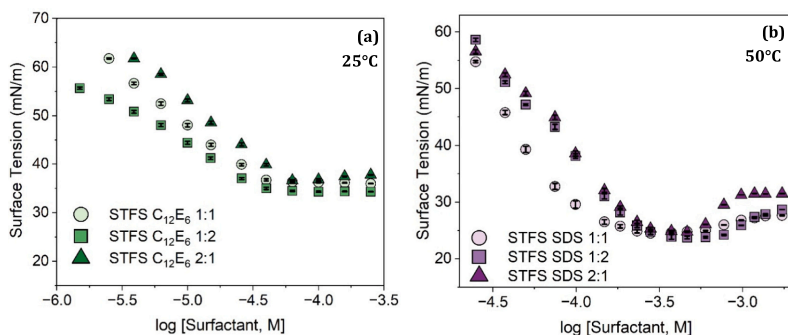 (a)
25°C
Surface Tension (mN/m)
70
60
50
40
30
20
STFS C₁₂E₆ 1:1
STFS C₁₂E₆ 1:2
STFS C₁₂E₆ 2:1
−6.0 −5.5 −5.0 −4.5 −4.0 −3.5
log [Surfactant, M]
(b)
50°C
Surface Tension (mN/m)
60
50
40
30
20
STFS SDS 1:1
STFS SDS 1:2
STFS SDS 2:1
−4.5 −4.0 −3.5 −3.0
log [Surfactant, M]